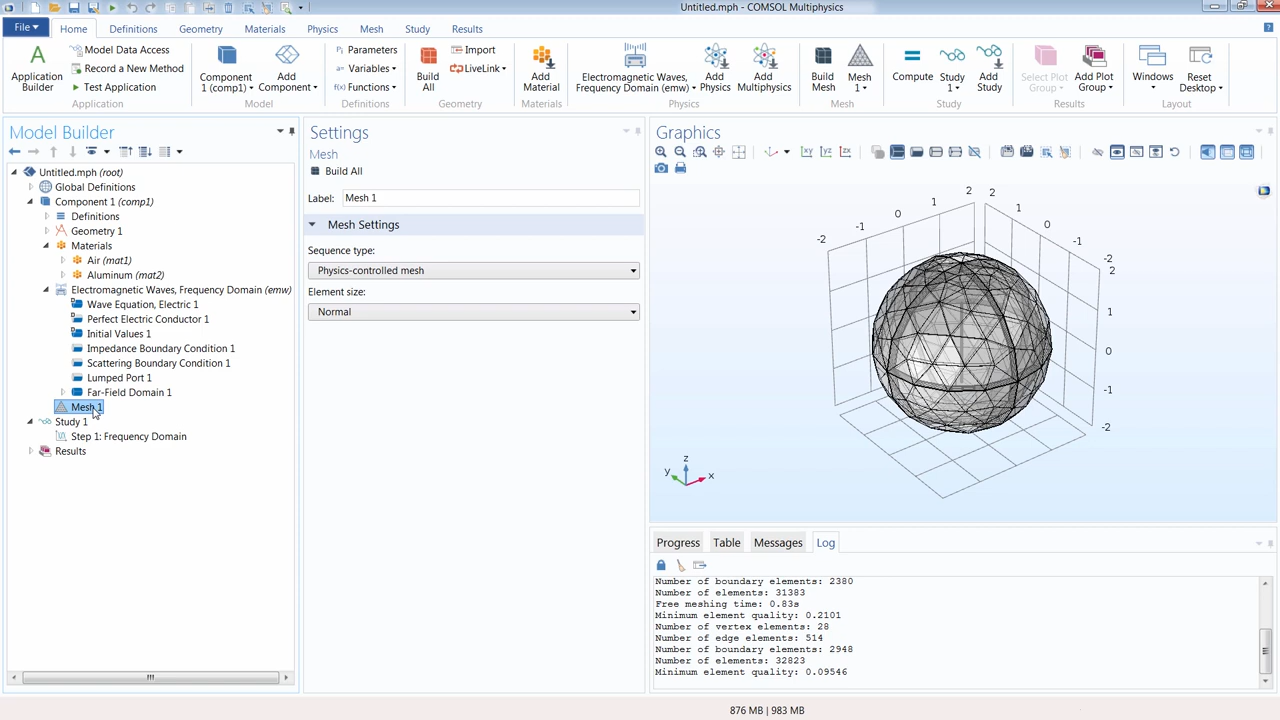 Untitled.mph - COMSOL Multiphysics
File Home Definitions Geometry Materials Physics Mesh Study Results
Application Builder
Model Data Access
Record a New Method
Test Application
Application
Component 1 (comp1)
Add Component
Model
Pi Parameters
a= Variables
f(x) Functions
Definitions
Build All
Import
LiveLink
Geometry
Add Material
Materials
Electromagnetic Waves, Frequency Domain (emw)
Add Physics
Add Multiphysics
Physics
Build Mesh
Mesh 1
Mesh
Compute
Study 1
Add Study
Study
Select Plot Group
Add Plot Group
Results
Windows
Reset Desktop
Layout
Model Builder
Untitled.mph (root)
Global Definitions
Component 1 (comp1)
Definitions
Geometry 1
Materials
Air (mat1)
Aluminum (mat2)
Electromagnetic Waves, Frequency Domain (emw)
Wave Equation, Electric 1
Perfect Electric Conductor 1
Initial Values 1
Impedance Boundary Condition 1
Scattering Boundary Condition 1
Lumped Port 1
Far-Field Domain 1
Mesh 1
Study 1
Step 1: Frequency Domain
Results
Settings
Mesh
Build All
Label: Mesh 1
Mesh Settings
Sequence type:
Physics-controlled mesh
Element size:
Normal
Graphics
xy yz zx
2 2
1 1
0 0
-1 -1
-2 -2
2
1
0
-1
-2
z
y x
Progress Table Messages Log
Number of boundary elements: 2380
Number of elements: 31383
Free meshing time: 0.83s
Minimum element quality: 0.2101
Number of vertex elements: 28
Number of edge elements: 514
Number of boundary elements: 2948
Number of elements: 32823
Minimum element quality: 0.09546
876 MB | 983 MB